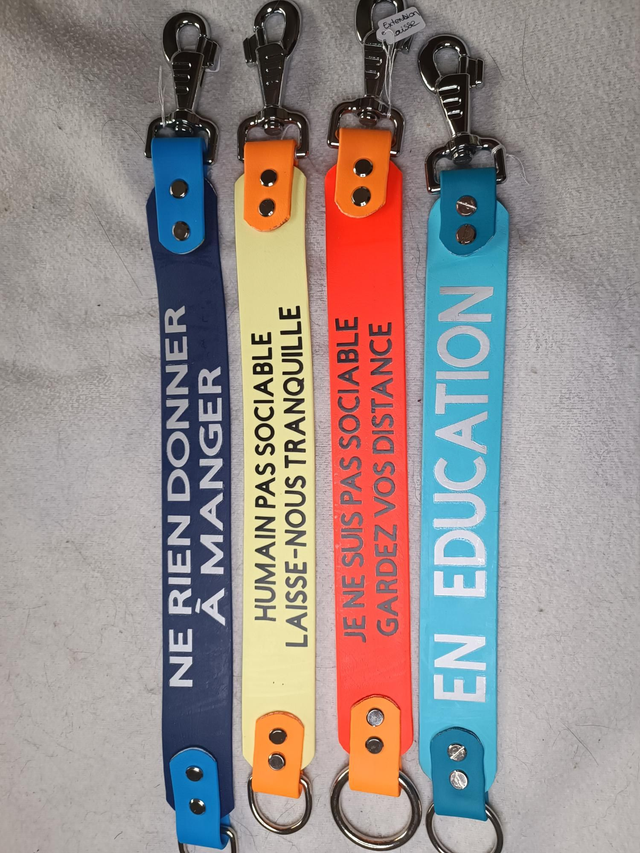 NE RIEN DONNER
À MANGER
HUMAIN PAS SOCIABLE
LAISSE-NOUS TRANQUILLE
JE NE SUIS PAS SOCIABLE
GARDEZ VOS DISTANCE
EN EDUCATION
Extension